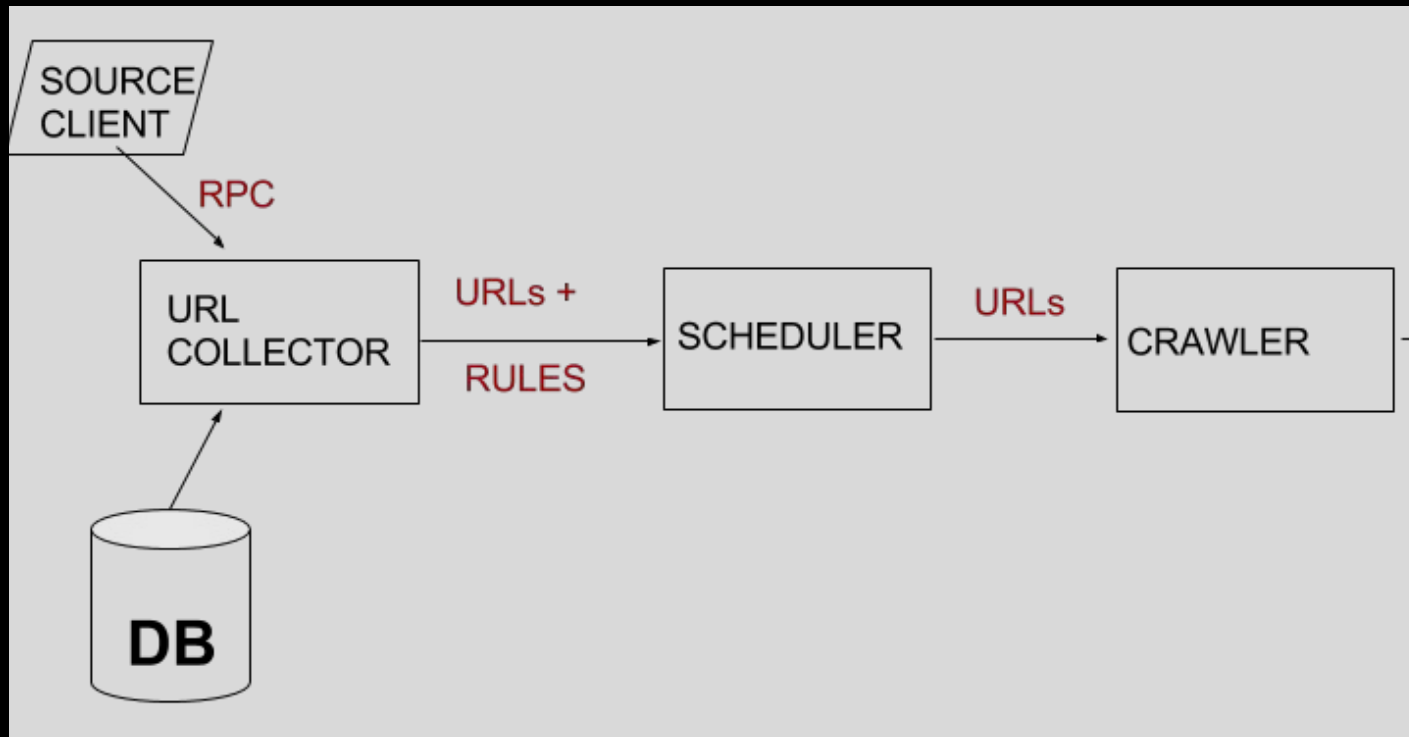 SOURCE
CLIENT
RPC
URL
COLLECTOR
URLs +
RULES
SCHEDULER
URLs
CRAWLER
DB